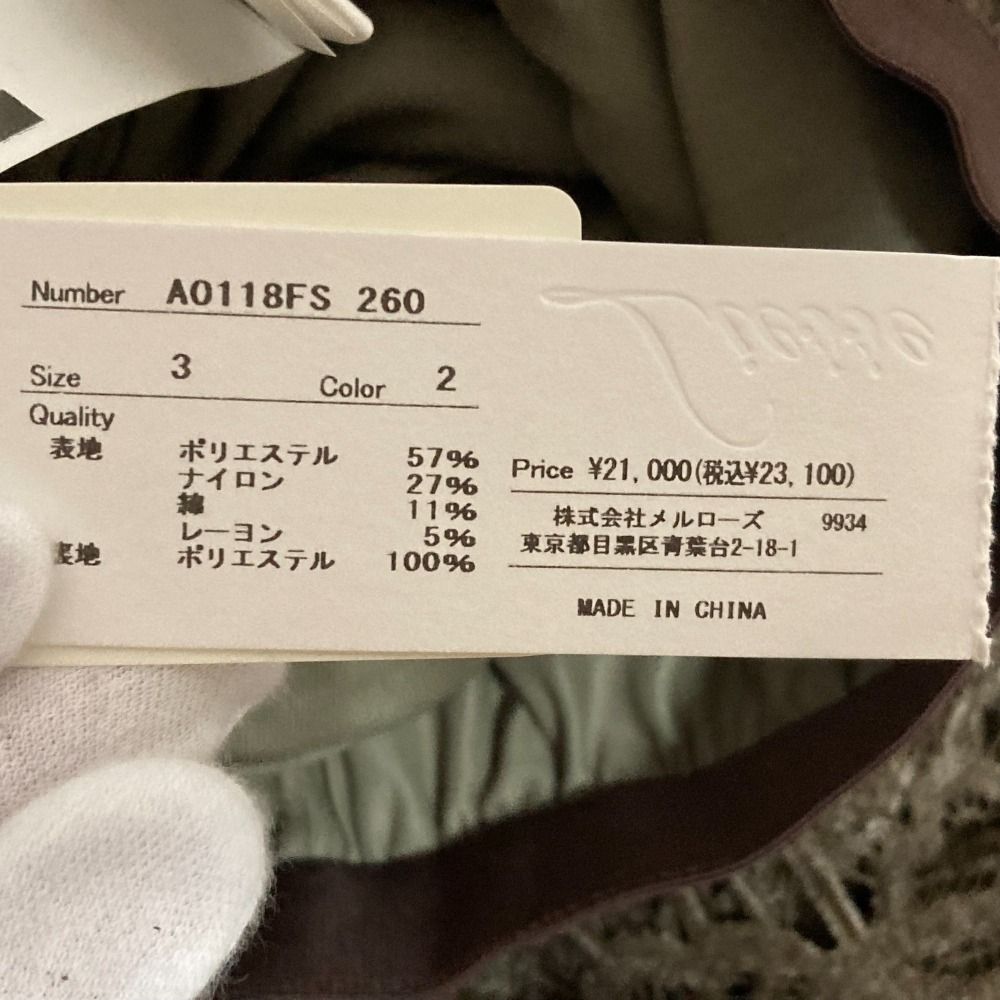 Number A0118FS 260
Size 3 Color 2
Quality
表地 ポリエステル 57%
ナイロン 27%
綿 11%
レーヨン 5%
裏地 ポリエステル 100%
Liesse
Price ¥21,000(税込¥23,100)
株式会社メルローズ 9934
東京都目黒区青葉台2-18-1
MADE IN CHINA